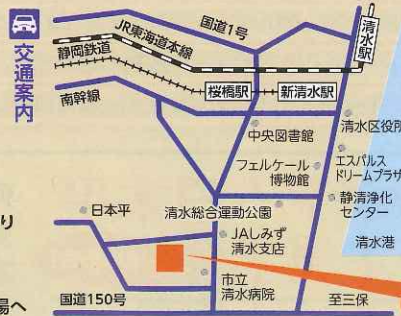 交通案内
国道1号
JR東海道本線
清水駅
静岡鉄道
桜橋駅
新清水駅
南幹線
中央図書館
清水区役所
フェルケール
博物館
エスパルス
ドリームプラザ
清水総合運動公園
静清浄化
センター
日本平
JAしみず
清水支店
清水港
り
市立
清水病院
場へ
国道150号
至三保